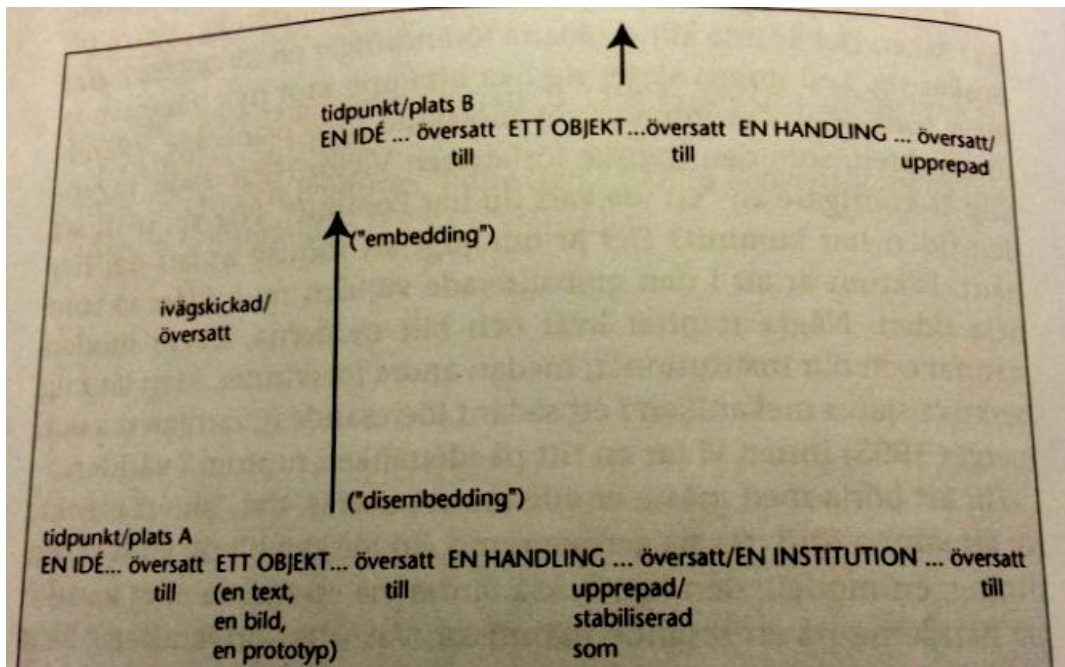 tidpunkt/plats B
EN IDÉ ... översatt ETT OBJEKT...översatt EN HANDLING ... översatt/
till till upprepad
("embedding")
ivägskickad/
översatt
("disembedding")
tidpunkt/plats A
EN IDÉ... översatt ETT OBJEKT... översatt EN HANDLING ... översatt/EN INSTITUTION ... översatt
till (en text, till upprepad/ till
en bild, stabiliserad
en prototyp) som